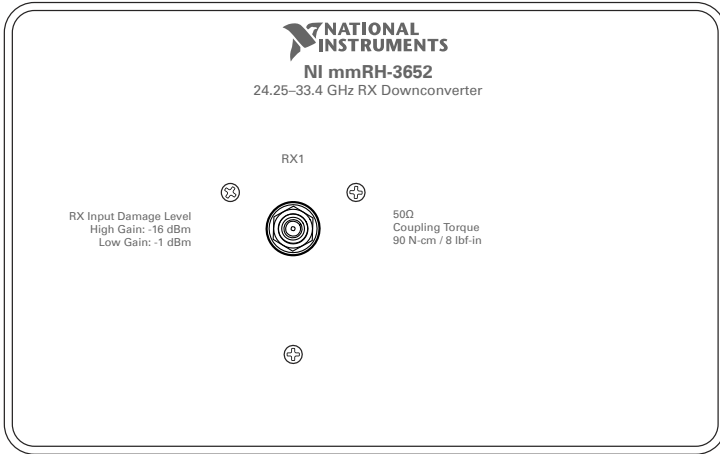 NATIONAL
INSTRUMENTS
NI mmRH-3652
24.25–33.4 GHz RX Downconverter
RX1
RX Input Damage Level
High Gain: -16 dBm
Low Gain: -1 dBm
50Ω
Coupling Torque
90 N-cm / 8 lbf-in